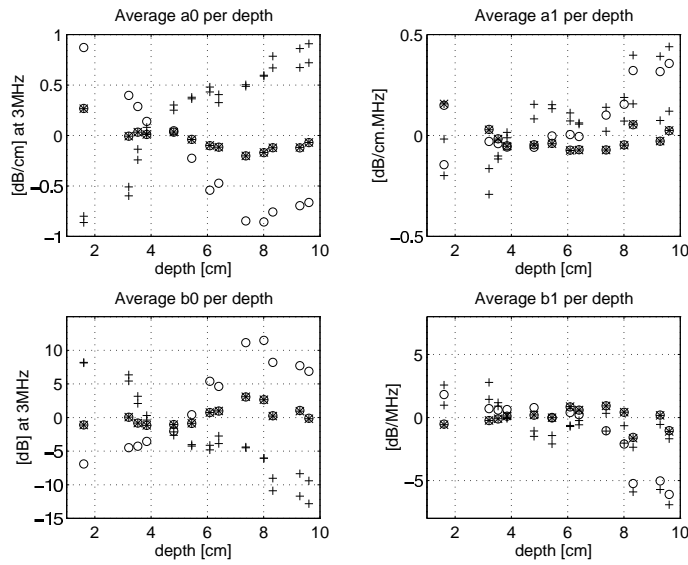 Average a0 per depth
[dB/cm] at 3MHz
1
0.5
0
−0.5
−1
2 4 6 8 10
depth [cm]
Average a1 per depth
[dB/cm.MHz]
0.5
0
−0.5
2 4 6 8 10
depth [cm]
Average b0 per depth
[dB] at 3MHz
10
5
0
−5
−10
−15
2 4 6 8 10
depth [cm]
Average b1 per depth
[dB/MHz]
5
0
−5
2 4 6 8 10
depth [cm]